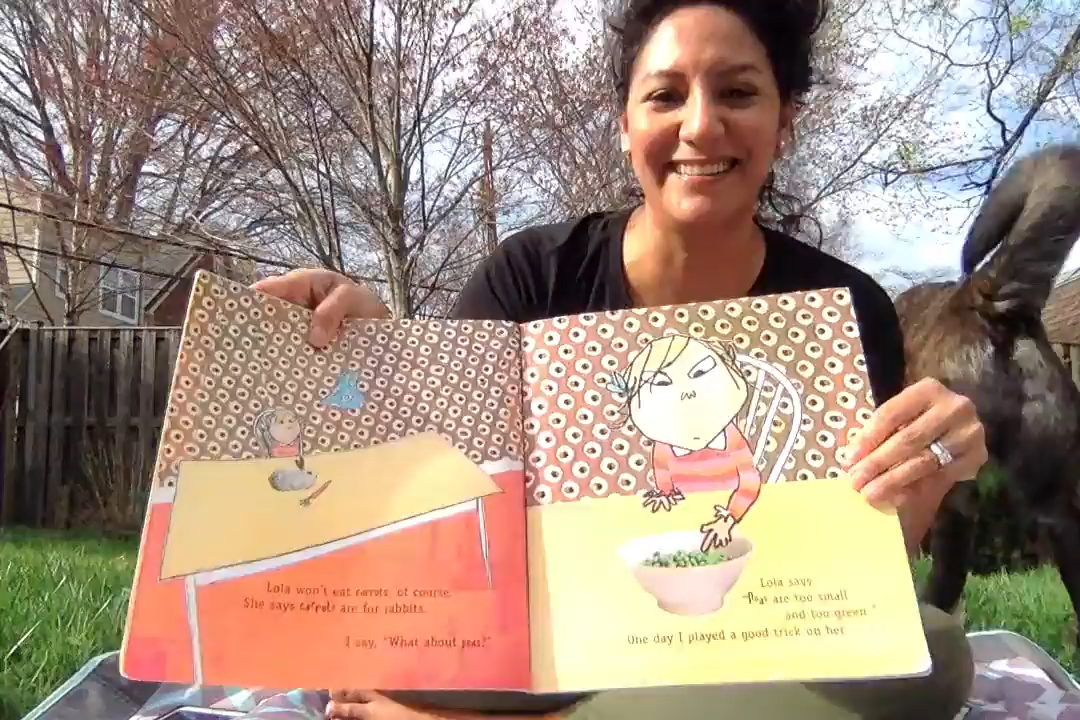 Lola won't eat carrots, of course.
She says carrots are for rabbits.
I say, "What about peas?"
Lola says,
"Peas are too small
and too green."
One day I played a good trick on her.